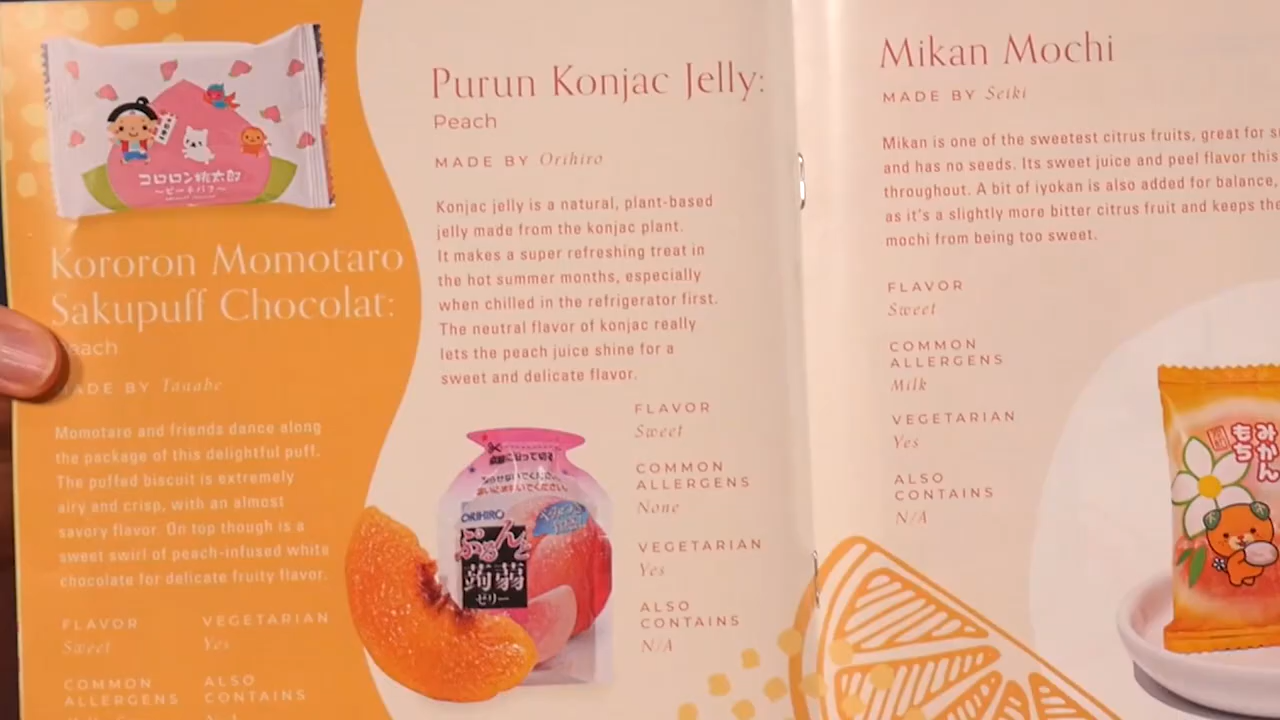 コロロン桃太郎
〜ピーチパフ〜
Kororon Momotaro
Sakupuff Chocolat:
Peach
MADE BY Tanabe
Momotaro and friends dance along
the package of this delightful puff.
The puffed biscuit is extremely
airy and crisp, with an almost
savory flavor. On top though is a
sweet swirl of peach-infused white
chocolate for delicate fruity flavor.
FLAVOR
Sweet
VEGETARIAN
Yes
COMMON
ALLERGENS
ALSO
CONTAINS
Purun Konjac Jelly:
Peach
MADE BY Orihiro
Konjac jelly is a natural, plant-based
jelly made from the konjac plant.
It makes a super refreshing treat in
the hot summer months, especially
when chilled in the refrigerator first.
The neutral flavor of konjac really
lets the peach juice shine for a
sweet and delicate flavor.
ORIHIRO
ぷるんと
蒟蒻
ゼリー
FLAVOR
Sweet
COMMON
ALLERGENS
None
VEGETARIAN
Yes
ALSO
CONTAINS
N/A
Mikan Mochi
MADE BY Seiki
Mikan is one of the sweetest citrus fruits, great for
and has no seeds. Its sweet juice and peel flavor this
throughout. A bit of iyokan is also added for balance,
as it's a slightly more bitter citrus fruit and keeps the
mochi from being too sweet.
FLAVOR
Sweet
COMMON
ALLERGENS
Milk
VEGETARIAN
Yes
ALSO
CONTAINS
N/A
みかん
もち